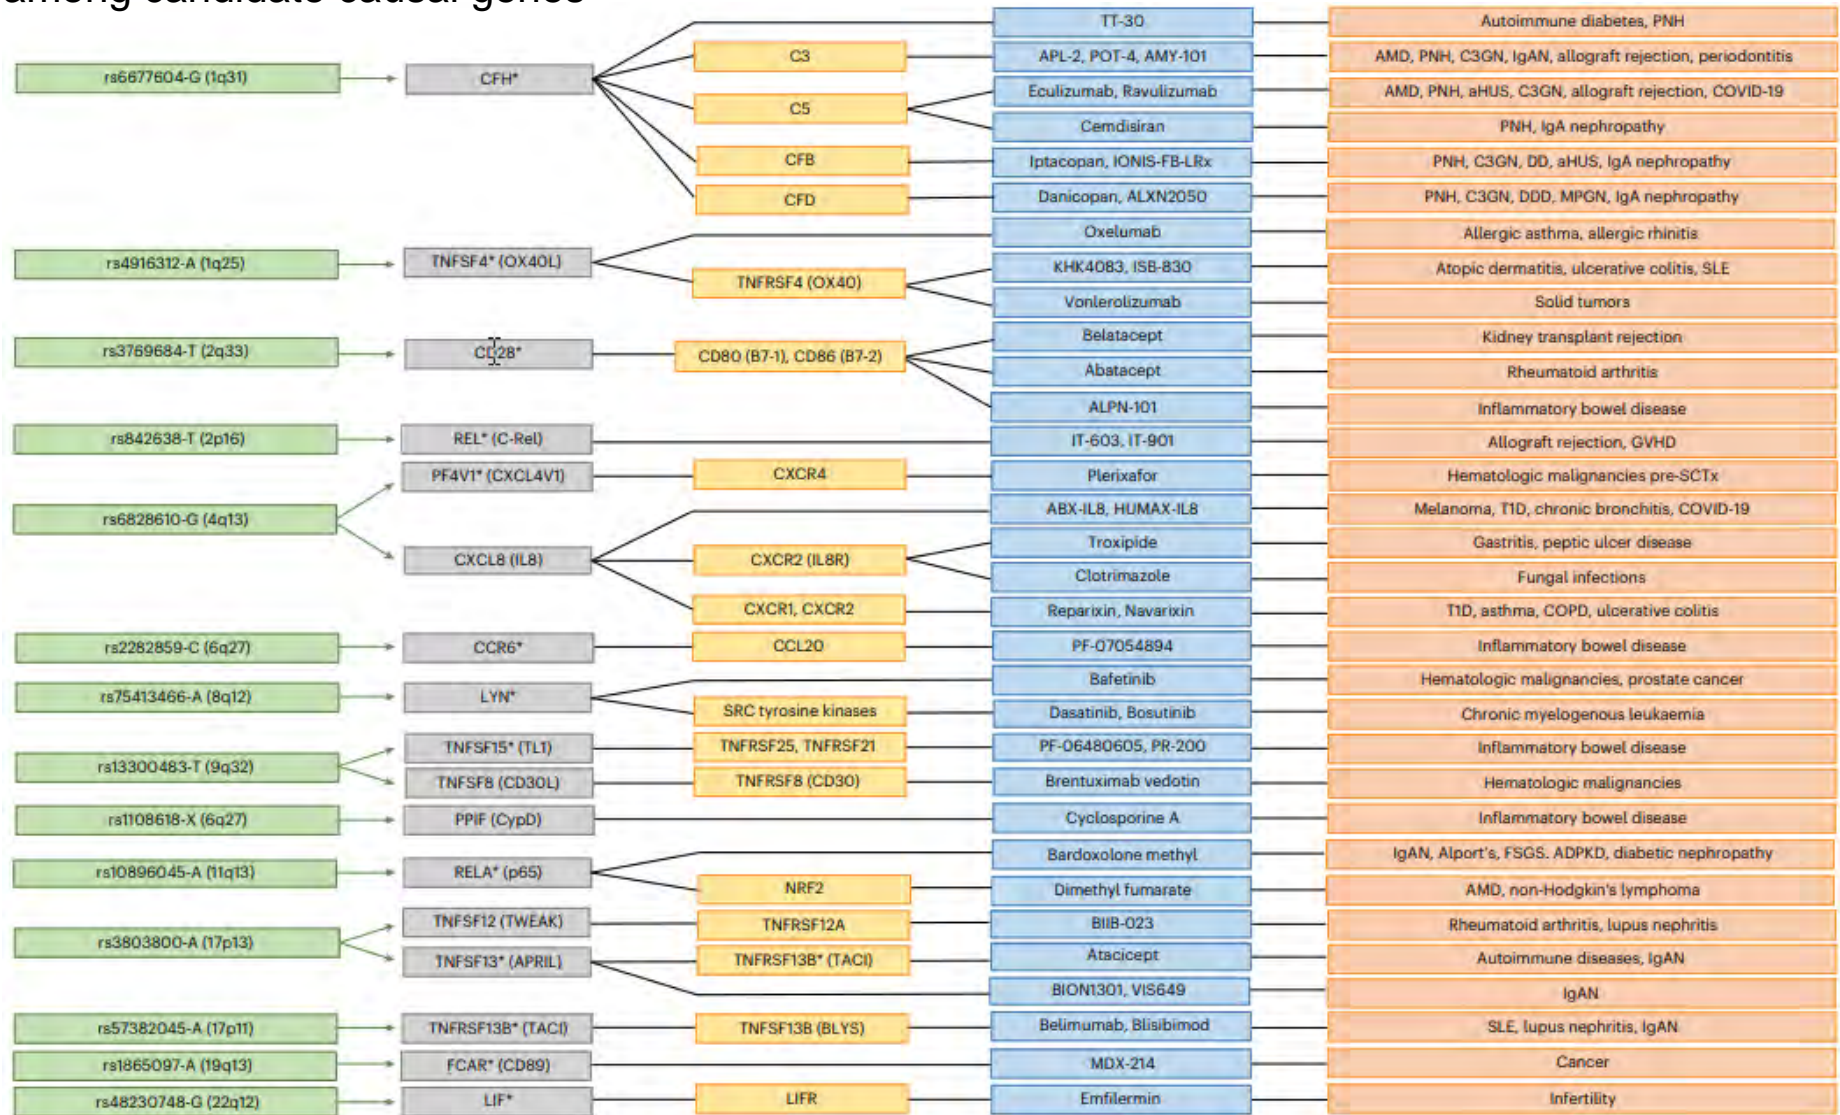 among candidate causal genes
TT-30
Autoimmune diabetes, PNH
rs6677604-G (1q31)
CFH*
C3
APL-2, POT-4, AMY-101
AMD, PNH, C3GN, IgAN, allograft rejection, periodontitis
C5
Eculizumab, Ravulizumab
AMD, PNH, aHUS, C3GN, allograft rejection, COVID-19
Cemdisiran
PNH, IgA nephropathy
CFB
Iptacopan, IONIS-FB-LRx
PNH, C3GN, DD, aHUS, IgA nephropathy
CFD
Danicopan, ALXN2050
PNH, C3GN, DDD, MPGN, IgA nephropathy
rs4916312-A (1q25)
TNFSF4* (OX40L)
Oxelumab
Allergic asthma, allergic rhinitis
TNFRSF4 (OX40)
KHK4083, ISB-830
Atopic dermatitis, ulcerative colitis, SLE
Vonlerolizumab
Solid tumors
rs3769684-T (2q33)
CD28*
CD80 (B7-1), CD86 (B7-2)
Belatacept
Kidney transplant rejection
Abatacept
Rheumatoid arthritis
ALPN-101
Inflammatory bowel disease
rs842638-T (2p16)
REL* (C-Rel)
IT-603, IT-901
Allograft rejection, GVHD
rs6828610-G (4q13)
PF4V1* (CXCL4V1)
CXCR4
Plerixafor
Hematologic malignancies pre-SCTx
CXCL8 (IL8)
ABX-IL8, HUMAX-IL8
Melanoma, T1D, chronic bronchitis, COVID-19
CXCR2 (IL8R)
Troxipide
Gastritis, peptic ulcer disease
Clotrimazole
Fungal infections
CXCR1, CXCR2
Reparixin, Navarixin
T1D, asthma, COPD, ulcerative colitis
rs2282859-C (6q27)
CCR6*
CCL20
PF-07054894
Inflammatory bowel disease
rs75413466-A (8q12)
LYN*
Bafetinib
Hematologic malignancies, prostate cancer
SRC tyrosine kinases
Dasatinib, Bosutinib
Chronic myelogenous leukaemia
rs13300483-T (9q32)
TNFSF15* (TL1)
TNFRSF25, TNFRSF21
PF-06480605, PR-200
Inflammatory bowel disease
TNFSF8 (CD30L)
TNFRSF8 (CD30)
Brentuximab vedotin
Hematologic malignancies
rs1108618-X (6q27)
PPIF (CypD)
Cyclosporine A
Inflammatory bowel disease
rs10896045-A (11q13)
RELA* (p65)
Bardoxolone methyl
IgAN, Alport's, FSGS. ADPKD, diabetic nephropathy
NRF2
Dimethyl fumarate
AMD, non-Hodgkin's lymphoma
rs3803800-A (17p13)
TNFSF12 (TWEAK)
TNFRSF12A
BIIB-023
Rheumatoid arthritis, lupus nephritis
TNFSF13* (APRIL)
TNFRSF13B* (TACI)
Atacicept
Autoimmune diseases, IgAN
BION1301, VIS649
IgAN
rs57382045-A (17p11)
TNFRSF13B* (TACI)
TNFSF13B (BLYS)
Belimumab, Blisibimod
SLE, lupus nephritis, IgAN
rs1865097-A (19q13)
FCAR* (CD89)
MDX-214
Cancer
rs48230748-G (22q12)
LIF*
LIFR
Emfilermin
Infertility